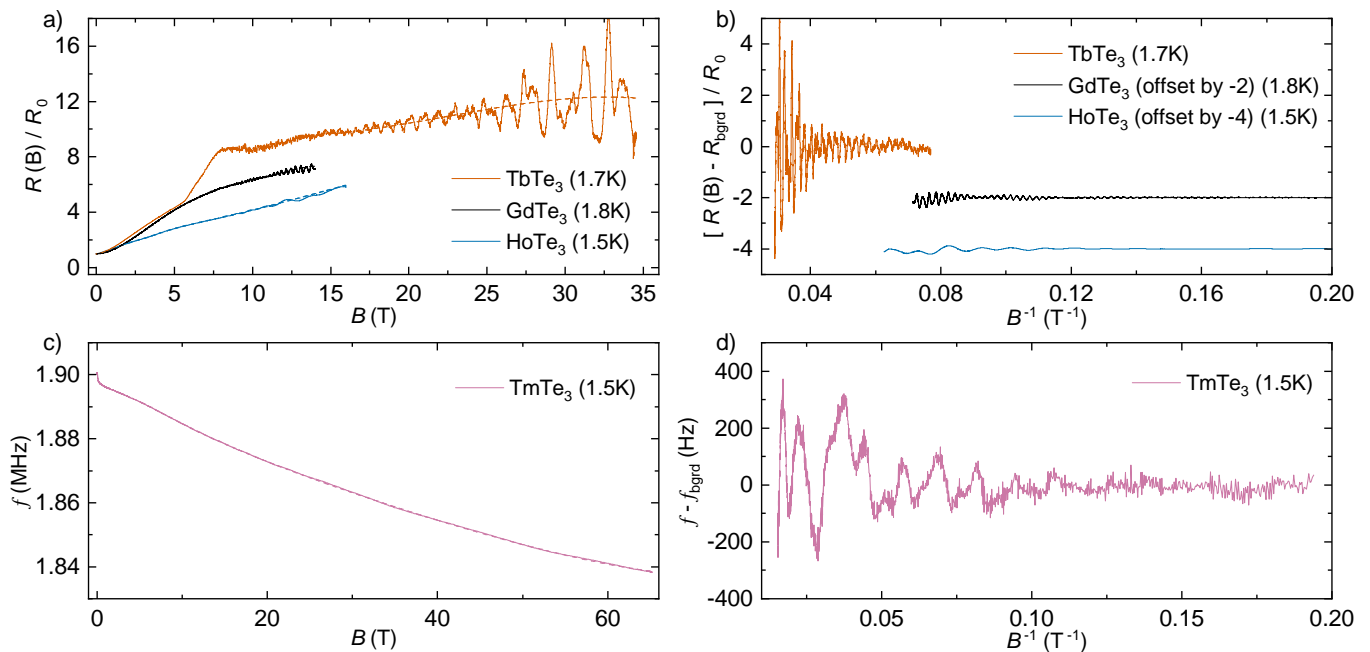 a)
R (B) / R0
16
12
8
4
0
TbTe3 (1.7K)
GdTe3 (1.8K)
HoTe3 (1.5K)
0 5 10 15 20 25 30 35
B (T)
b)
[ R (B) - Rbgrd] / R0
4
2
0
-2
-4
TbTe3 (1.7K)
GdTe3 (offset by -2) (1.8K)
HoTe3 (offset by -4) (1.5K)
0.04 0.08 0.12 0.16 0.20
B-1 (T-1)
c)
f (MHz)
1.90
1.88
1.86
1.84
TmTe3 (1.5K)
0 20 40 60
B (T)
d)
f - fbgrd (Hz)
400
200
0
-200
-400
TmTe3 (1.5K)
0.05 0.10 0.15 0.20
B-1 (T-1)